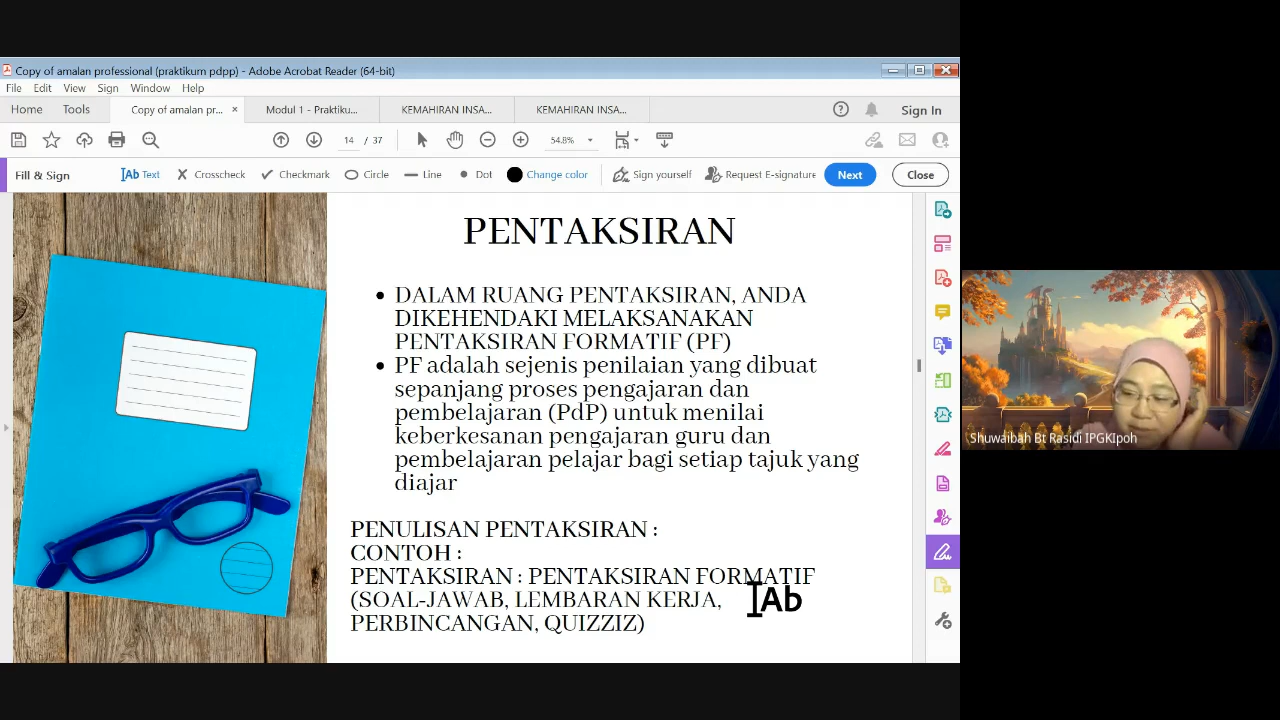 Copy of amalan professional (praktikum pdpp) - Adobe Acrobat Reader (64-bit)
File Edit View Sign Window Help
Home Tools Copy of amalan pr... × Modul 1 - Praktiku... KEMAHIRAN INSA... KEMAHIRAN INSA... Sign In
14 / 37 54.8%
Fill & Sign Ab Text Crosscheck Checkmark Circle Line Dot Change color Sign yourself Request E-signature Next Close
PENTAKSIRAN
• DALAM RUANG PENTAKSIRAN, ANDA
DIKEHENDAKI MELAKSANAKAN
PENTAKSIRAN FORMATIF (PF)
• PF adalah sejenis penilaian yang dibuat
sepanjang proses pengajaran dan
pembelajaran (PdP) untuk menilai
keberkesanan pengajaran guru dan
pembelajaran pelajar bagi setiap tajuk yang
diajar
PENULISAN PENTAKSIRAN :
CONTOH :
PENTAKSIRAN : PENTAKSIRAN FORMATIF
(SOAL-JAWAB, LEMBARAN KERJA,
PERBINCANGAN, QUIZZIZ)
Ab
Shuwaibah Bt Rasidi IPGKIpoh